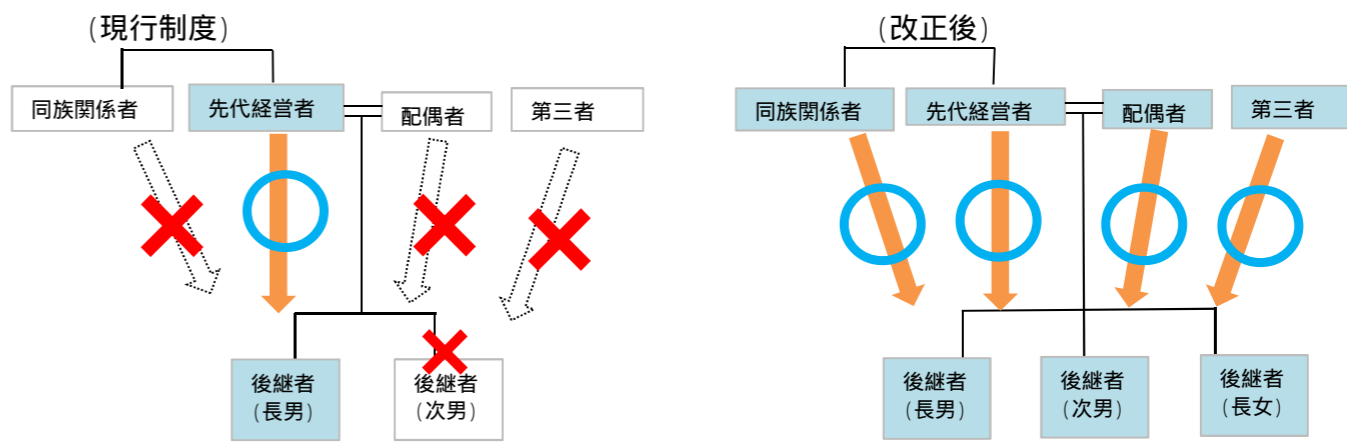 (現行制度)
同族関係者
先代経営者
配偶者
第三者
後継者
(長男)
後継者
(次男)
(改正後)
同族関係者
先代経営者
配偶者
第三者
後継者
(長男)
後継者
(次男)
後継者
(長女)